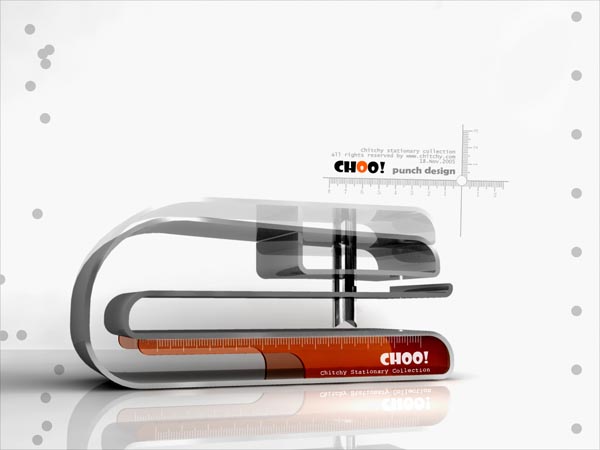 chitchy stationary collection
all rights reserved by www.chitchy.com
18.nov.2005
CHOO! punch design
CHOO!
Chitchy Stationary Collection